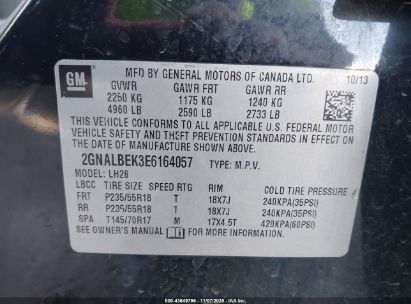 GM
MFD BY GENERAL MOTORS OF CANADA LTD. 10/13
GVWR GAWR FRT GAWR RR
2250 KG 1175 KG 1240 KG
4960 LB 2590 LB 2733 LB
THIS VEHICLE CONFORMS TO ALL APPLICABLE U.S. FEDERAL MOTOR
VEHICLE SAFETY AND THEFT PREVENTION STANDARDS IN EFFECT ON
THE DATE OF MANUFACTURE SHOWN ABOVE.
2GNALBEK3E6164057 TYPE: M.P.V.
MODEL: LH26
LBCC TIRE SIZE SPEED RTG RIM COLD TIRE PRESSURE
FRT P235/55R18 T 18X7J 240KPA(35PSI)
RR P235/55R18 T 18X7J 240KPA(35PSI)
SPA T145/70R17 M 17X4.5T 420KPA(60PSI)
SEE OWNER'S MANUAL FOR MORE INFORMATION.